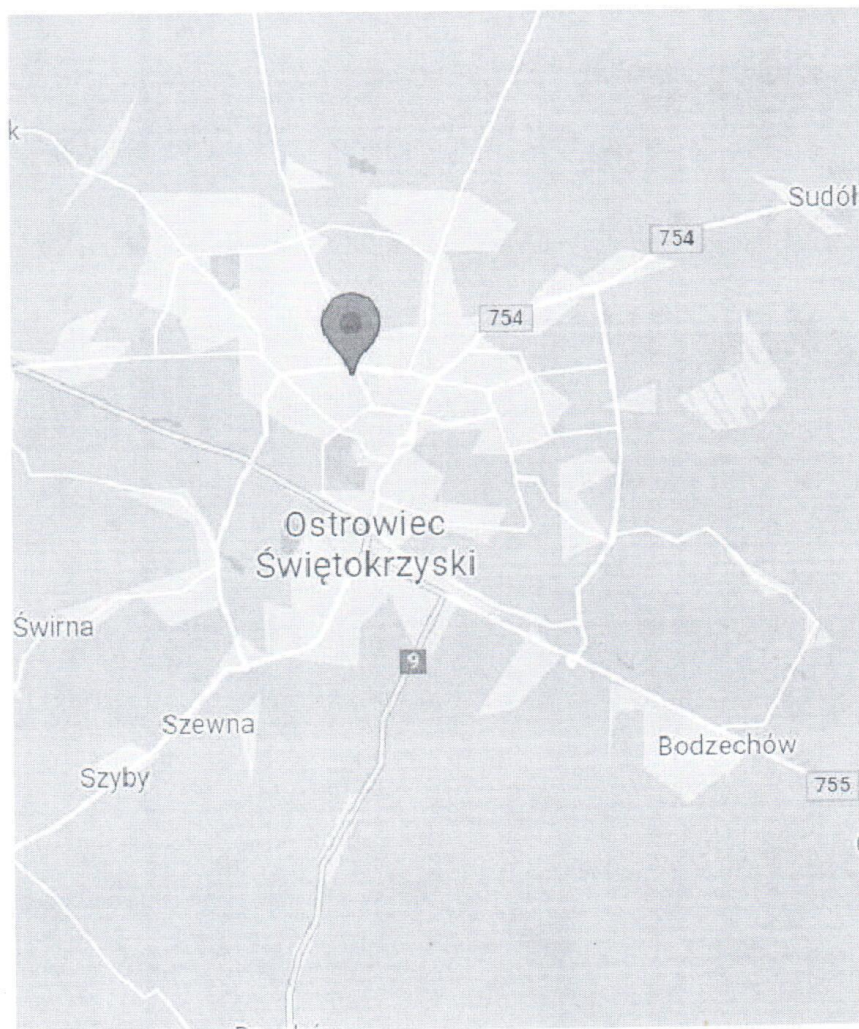 k
Sudół
754
754
Ostrowiec
Świętokrzyski
Świrna
9
Szewna
Bodzechów
Szyby
755